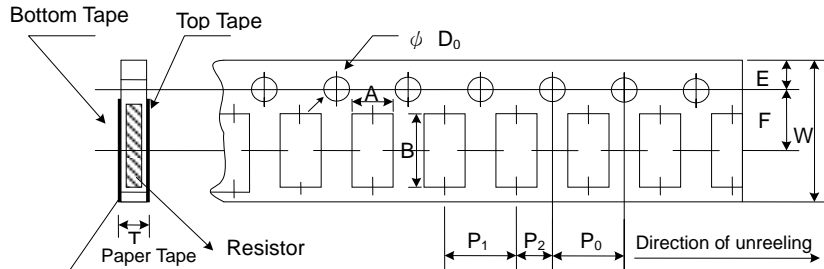 Bottom Tape
Top Tape
ϕ D₀
A
B
E
F
W
T
Paper Tape
Resistor
P₁
P₂
P₀
Direction of unreeling